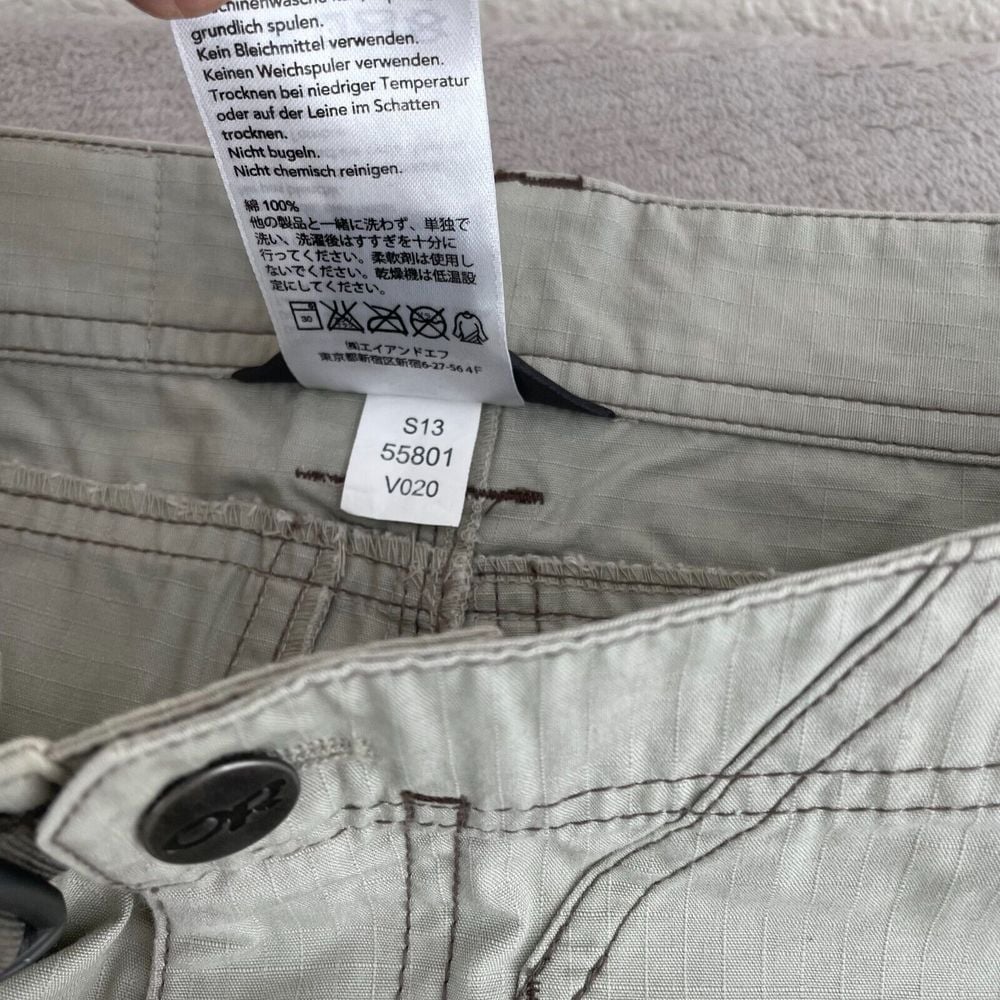 grundlich spulen.
Kein Bleichmittel verwenden.
Keinen Weichspuler verwenden.
Trocknen bei niedriger Temperatur
oder auf der Leine im Schatten
trocknen.
Nicht bugeln.
Nicht chemisch reinigen.
綿 100%
他の製品と一緒に洗わず、単独で
洗い、洗濯後はすすぎを十分に
行ってください。柔軟剤は使用し
ないでください。乾燥機は低温設
定にしてください。
30
㈱エイアンドエフ
東京都新宿区新宿6-27-56 4F
S13
55801
V020